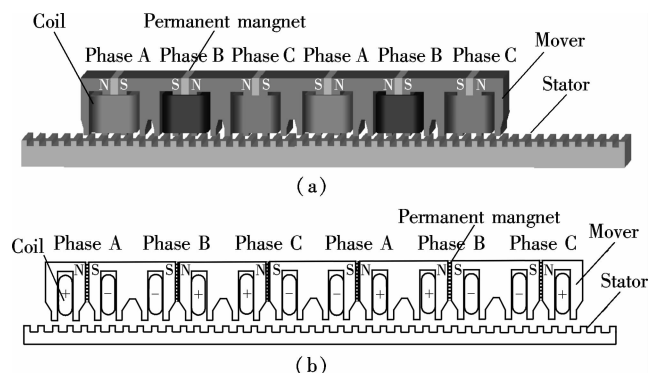 Coil
Permanent mangnet
Phase A Phase B Phase C Phase A Phase B Phase C
Mover
Stator
N S S N N S N S S N S N
(a)
Permanent mangnet
Coil
Phase A Phase B Phase C Phase A Phase B Phase C
Mover
N S S N N S N S N S S N
+ - - + + - - + + - - +
Stator
(b)